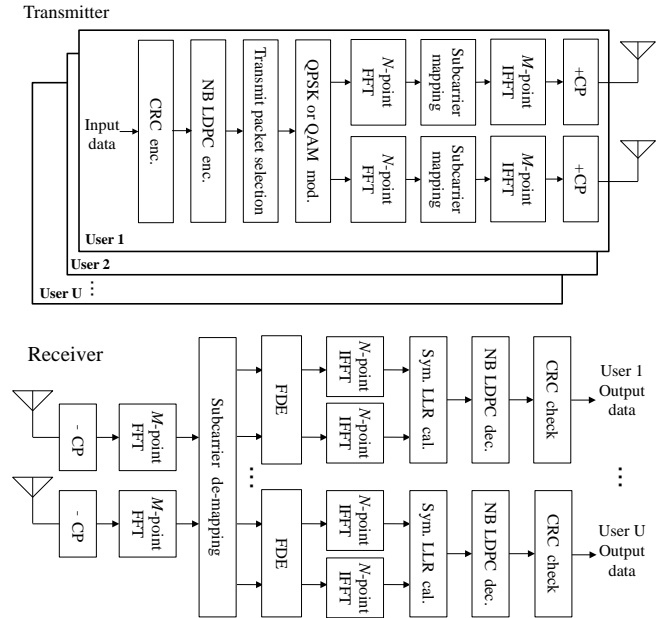 Transmitter
Input
data
CRC enc.
NB LDPC enc.
Transmit packet selection
QPSK or QAM
mod.
N-point
FFT
Subcarrier
mapping
M-point
IFFT
+CP
N-point
FFT
Subcarrier
mapping
M-point
IFFT
+CP
User 1
User 2
User U ⋮
Receiver
- CP
M-point
FFT
- CP
M-point
FFT
Subcarrier de-mapping
FDE
N-point
IFFT
N-point
IFFT
Sym. LLR cal.
NB LDPC dec.
CRC check
User 1
Output
data
⋮
⋮
FDE
N-point
IFFT
N-point
IFFT
Sym. LLR cal.
NB LDPC dec.
CRC check
User U
Output
data